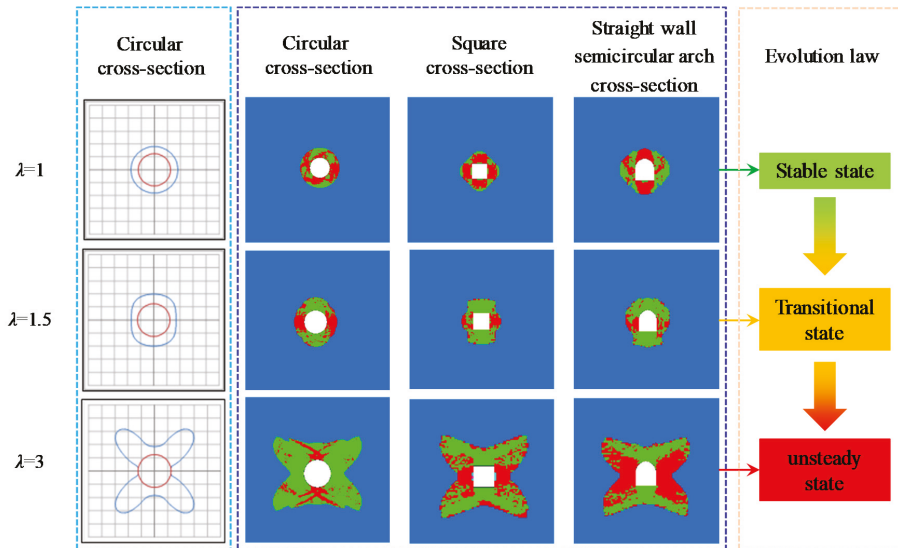 Circular
cross-section
Circular
cross-section
Square
cross-section
Straight wall
semicircular arch
cross-section
Evolution law
λ=1
Stable state
λ=1.5
Transitional
state
λ=3
unsteady
state